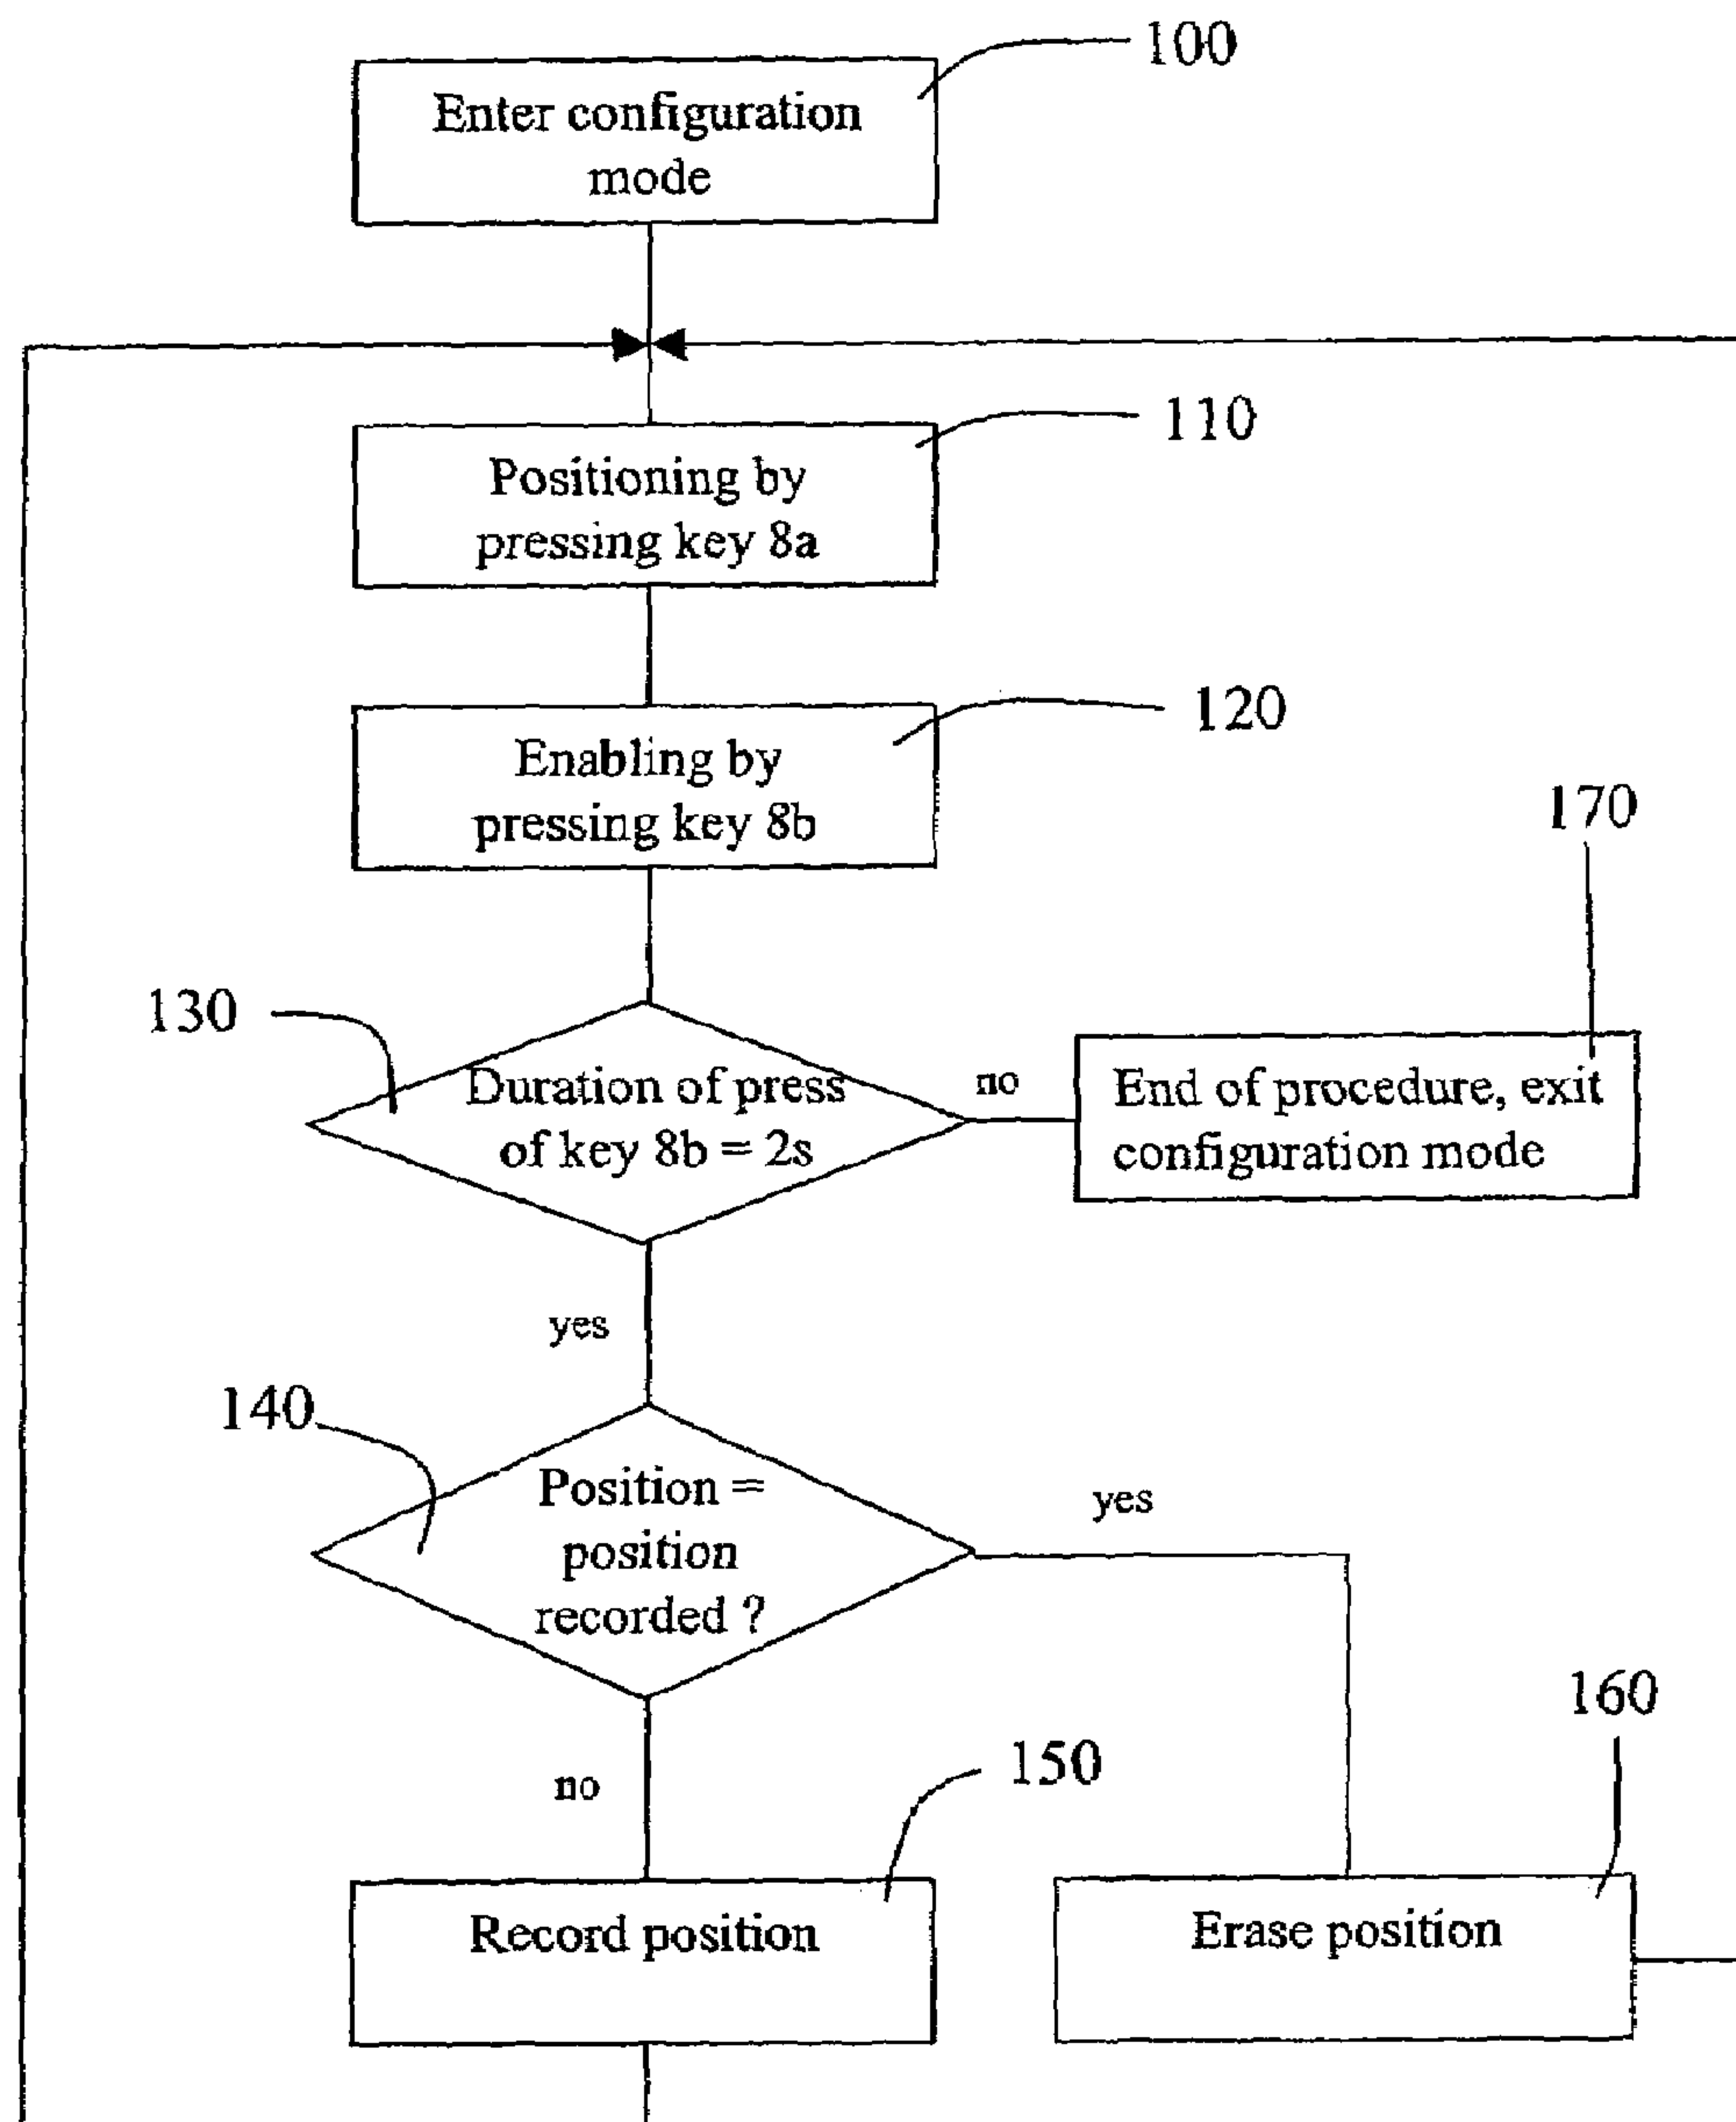 100
Enter configuration
mode
110
Positioning by
pressing key 8a
120
Enabling by
pressing key 8b
170
130
Duration of press
of key 8b = 2s
no
End of procedure, exit
configuration mode
yes
140
Position =
position
recorded ?
yes
160
150
no
Record position
Erase position